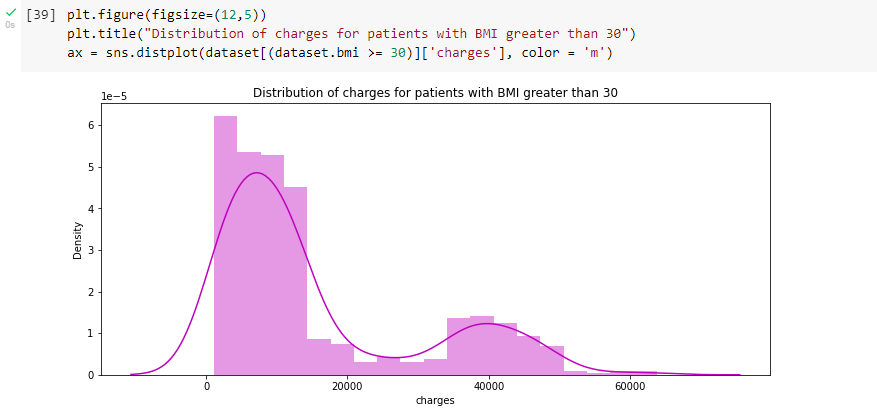 [39] plt.figure(figsize=(12,5))
0s
plt.title("Distribution of charges for patients with BMI greater than 30")
ax = sns.distplot(dataset[(dataset.bmi >= 30)]['charges'], color = 'm')
Distribution of charges for patients with BMI greater than 30
1e−5
6
5
4
3
2
1
0
Density
0 20000 40000 60000
charges